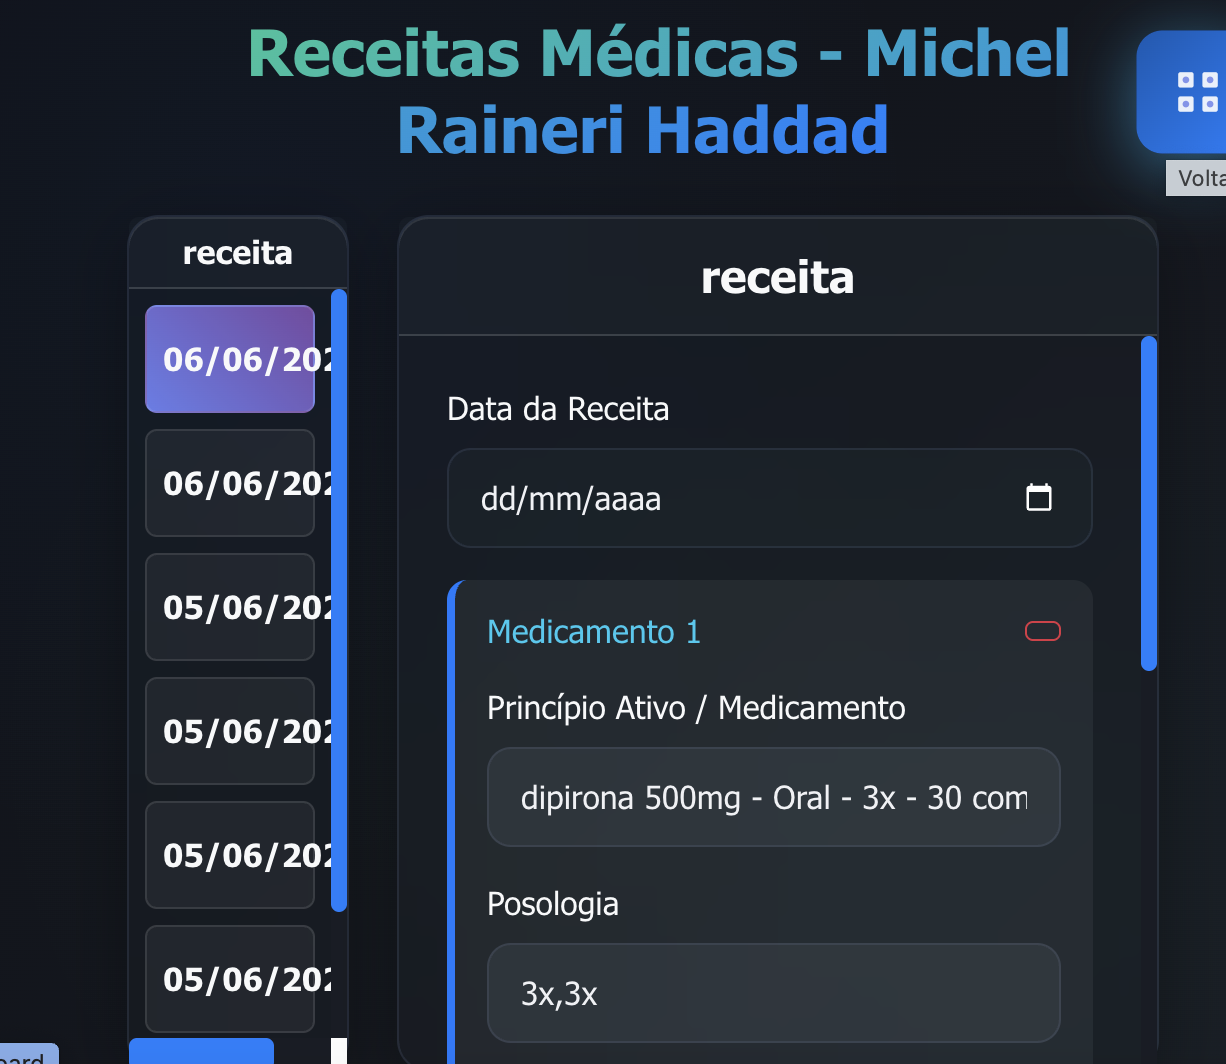 Receitas Médicas - Michel
Raineri Haddad
Volta
receita
06/06/202
06/06/202
05/06/202
05/06/202
05/06/202
05/06/202
receita
Data da Receita
dd/mm/aaaa
Medicamento 1
Princípio Ativo / Medicamento
dipirona 500mg - Oral - 3x - 30 com
Posologia
3x,3x
oard